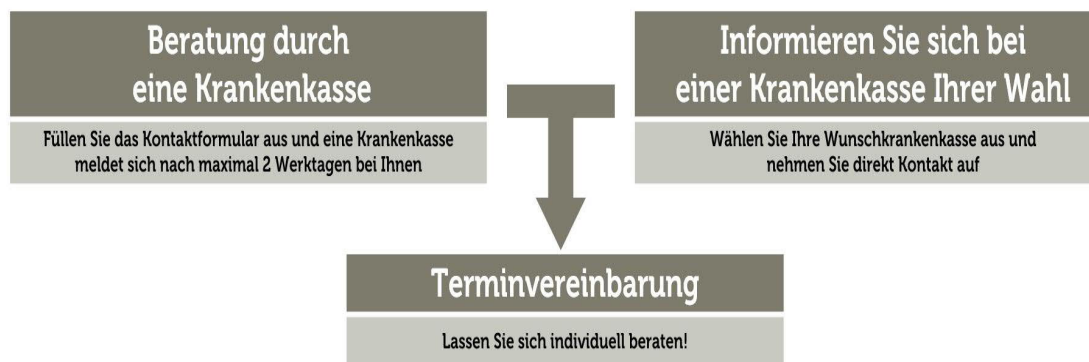 Beratung durch
eine Krankenkasse
Füllen Sie das Kontaktformular aus und eine Krankenkasse
meldet sich nach maximal 2 Werktagen bei Ihnen
Informieren Sie sich bei
einer Krankenkasse Ihrer Wahl
Wählen Sie Ihre Wunschkrankenkasse aus und
nehmen Sie direkt Kontakt auf
Terminvereinbarung
Lassen Sie sich individuell beraten!